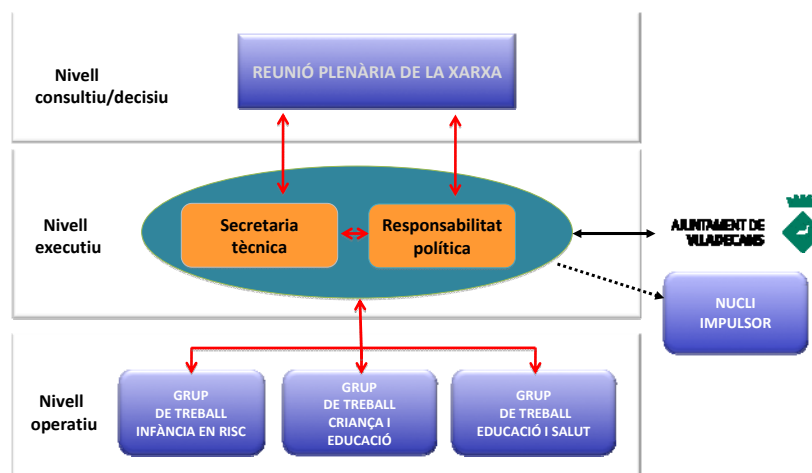 Nivell
consultiu/decisiu
REUNIÓ PLENÀRIA DE LA XARXA
Nivell
executiu
Secretaria
tècnica
Responsabilitat
política
AJUNTAMENT DE
VILADECANS
NUCLI
IMPULSOR
Nivell
operatiu
GRUP
DE TREBALL
INFÀNCIA EN RISC
GRUP
DE TREBALL
CRIANÇA I
EDUCACIÓ
GRUP
DE TREBALL
EDUCACIÓ I SALUT